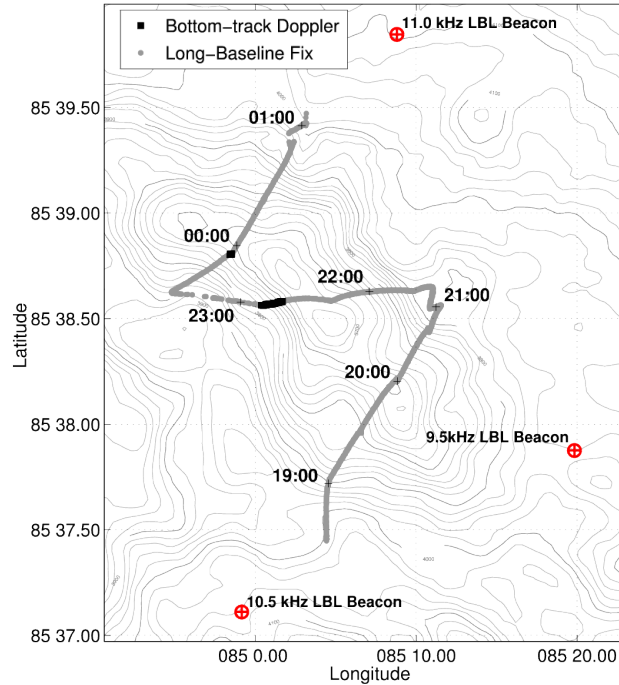 Bottom−track Doppler
Long−Baseline Fix
11.0 kHz LBL Beacon
85 39.50
01:00
85 39.00
00:00
22:00
21:00
23:00
85 38.50
20:00
Latitude
85 38.00
9.5kHz LBL Beacon
19:00
85 37.50
10.5 kHz LBL Beacon
85 37.00
085 0.00
085 10.00
085 20.00
Longitude